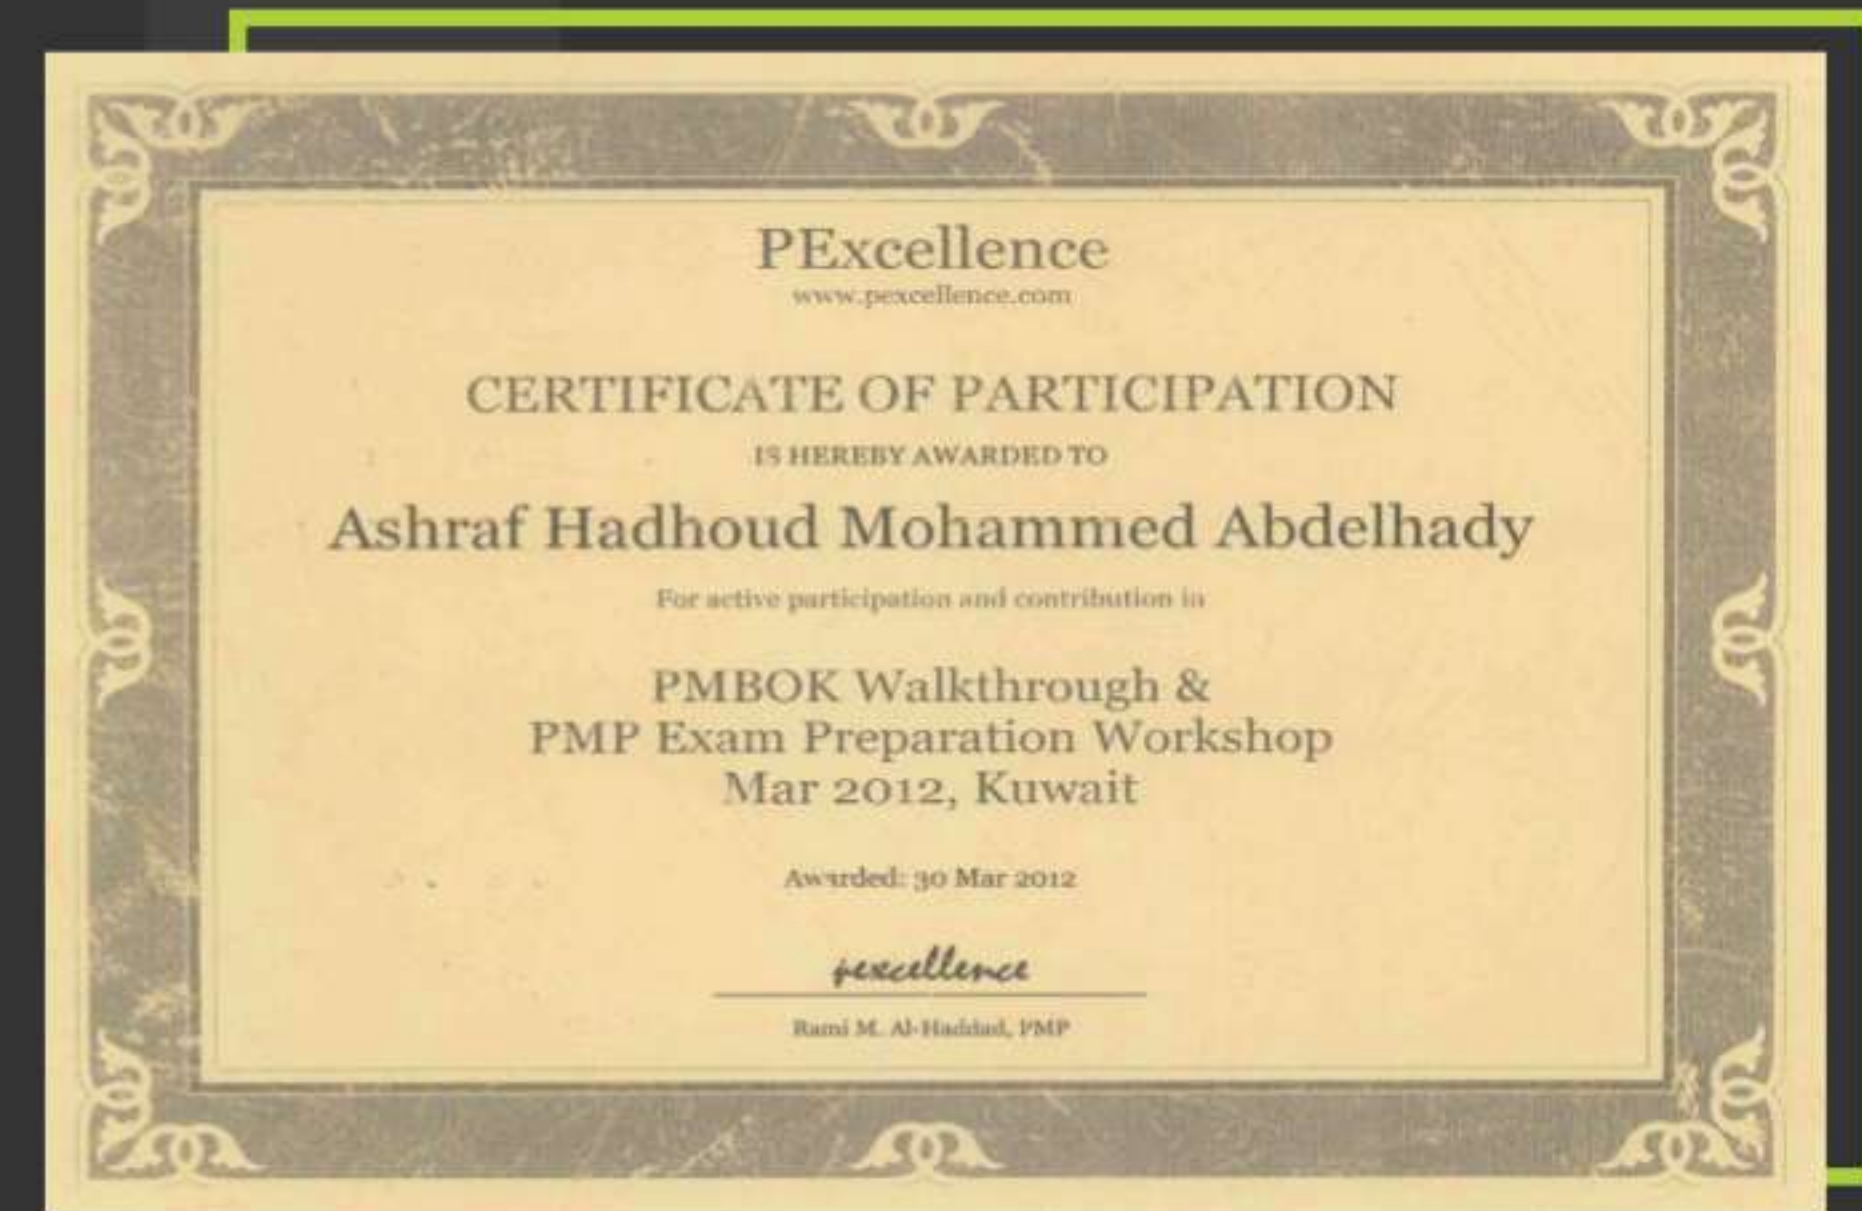 PExcellence
www.pexcellence.com
CERTIFICATE OF PARTICIPATION
IS HEREBY AWARDED TO
Ashraf Hadhoud Mohammed Abdelhady
For active participation and contribution in
PMBOK Walkthrough &
PMP Exam Preparation Workshop
Mar 2012, Kuwait
Awarded: 30 Mar 2012
pexcellence
Rami M. Al-Haddad, PMP